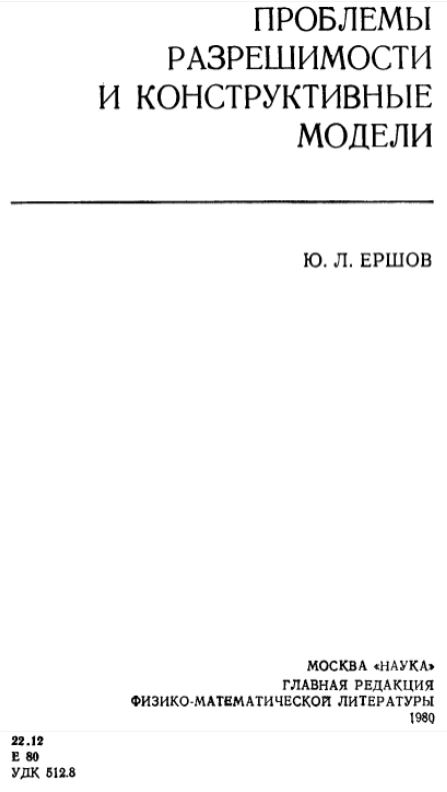 ПРОБЛЕМЫ
РАЗРЕШИМОСТИ
И КОНСТРУКТИВНЫЕ
МОДЕЛИ
Ю. Л. ЕРШОВ
МОСКВА «НАУКА»
ГЛАВНАЯ РЕДАКЦИЯ
ФИЗИКО-МАТЕМАТИЧЕСКОЙ ЛИТЕРАТУРЫ
1980
22.12
Е 80
УДК 512.8